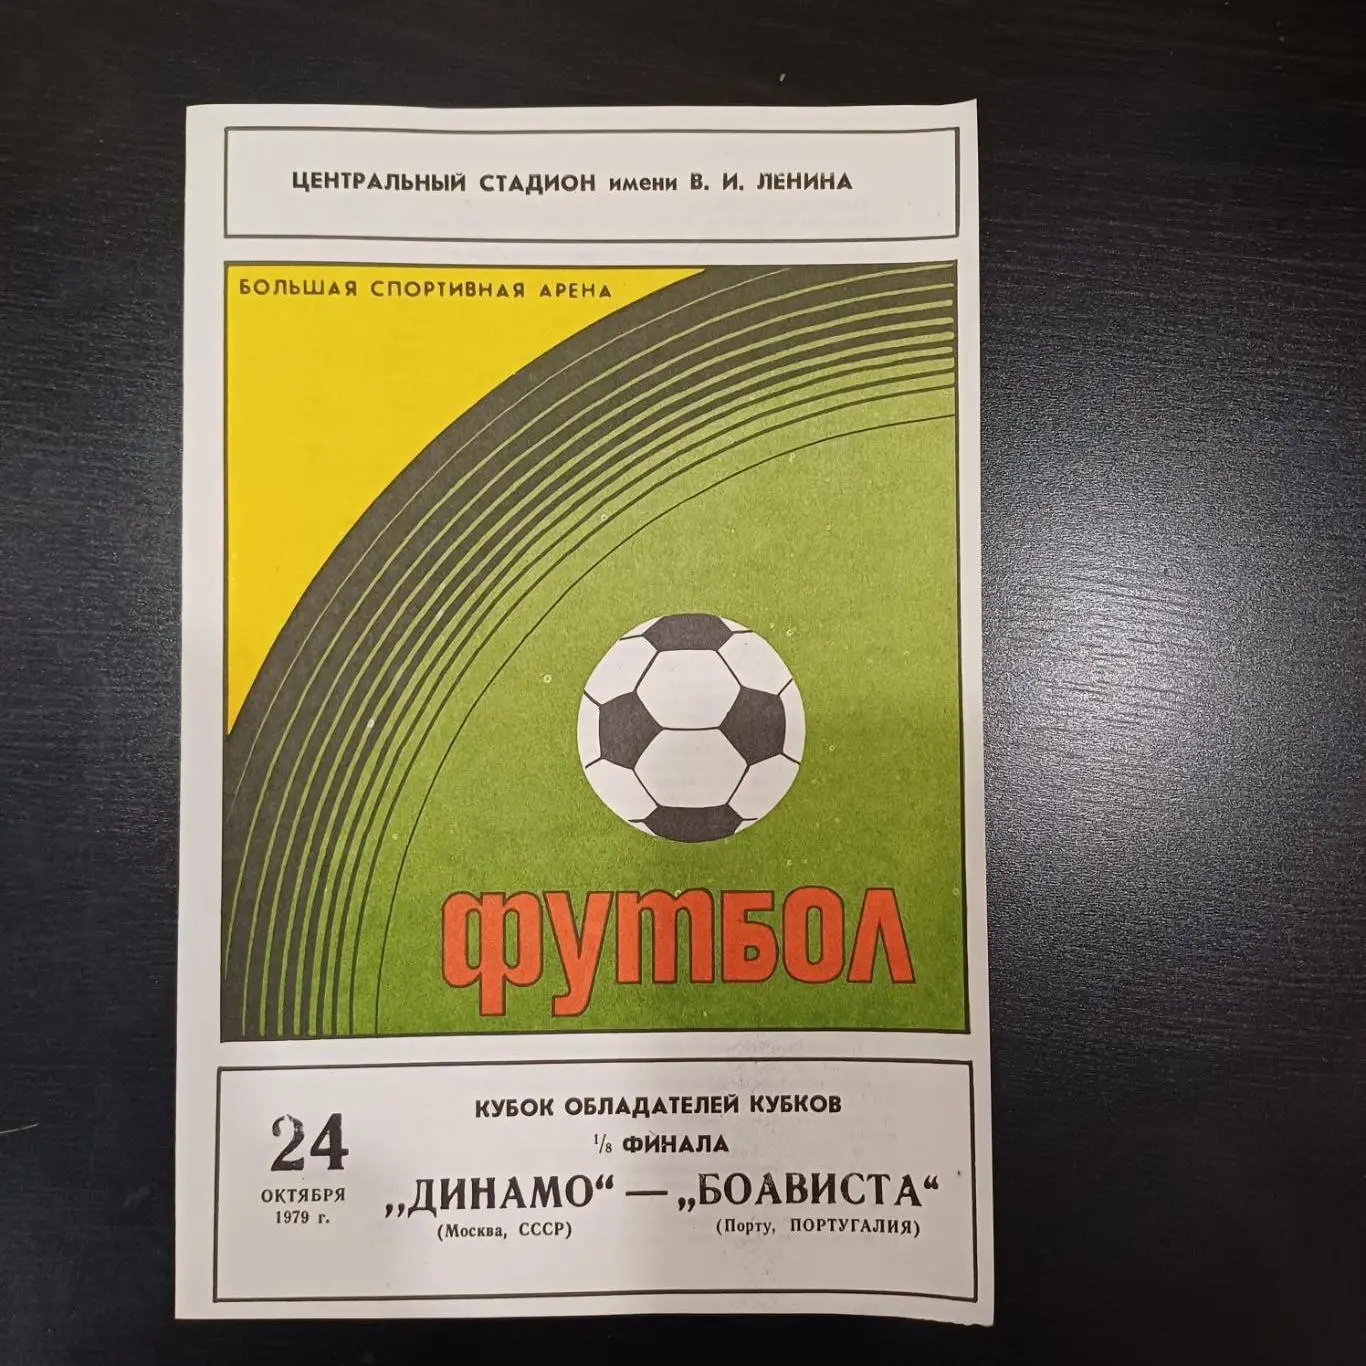 ЦЕНТРАЛЬНЫЙ СТАДИОН имени В. И. ЛЕНИНА
БОЛЬШАЯ СПОРТИВНАЯ АРЕНА
ФУТБОЛ
КУБОК ОБЛАДАТЕЛЕЙ КУБКОВ
1/8 ФИНАЛА
24
ОКТЯБРЯ
1979 г.
„ДИНАМО“ — „БОАВИСТА“
(Москва, СССР) (Порту, ПОРТУГАЛИЯ)